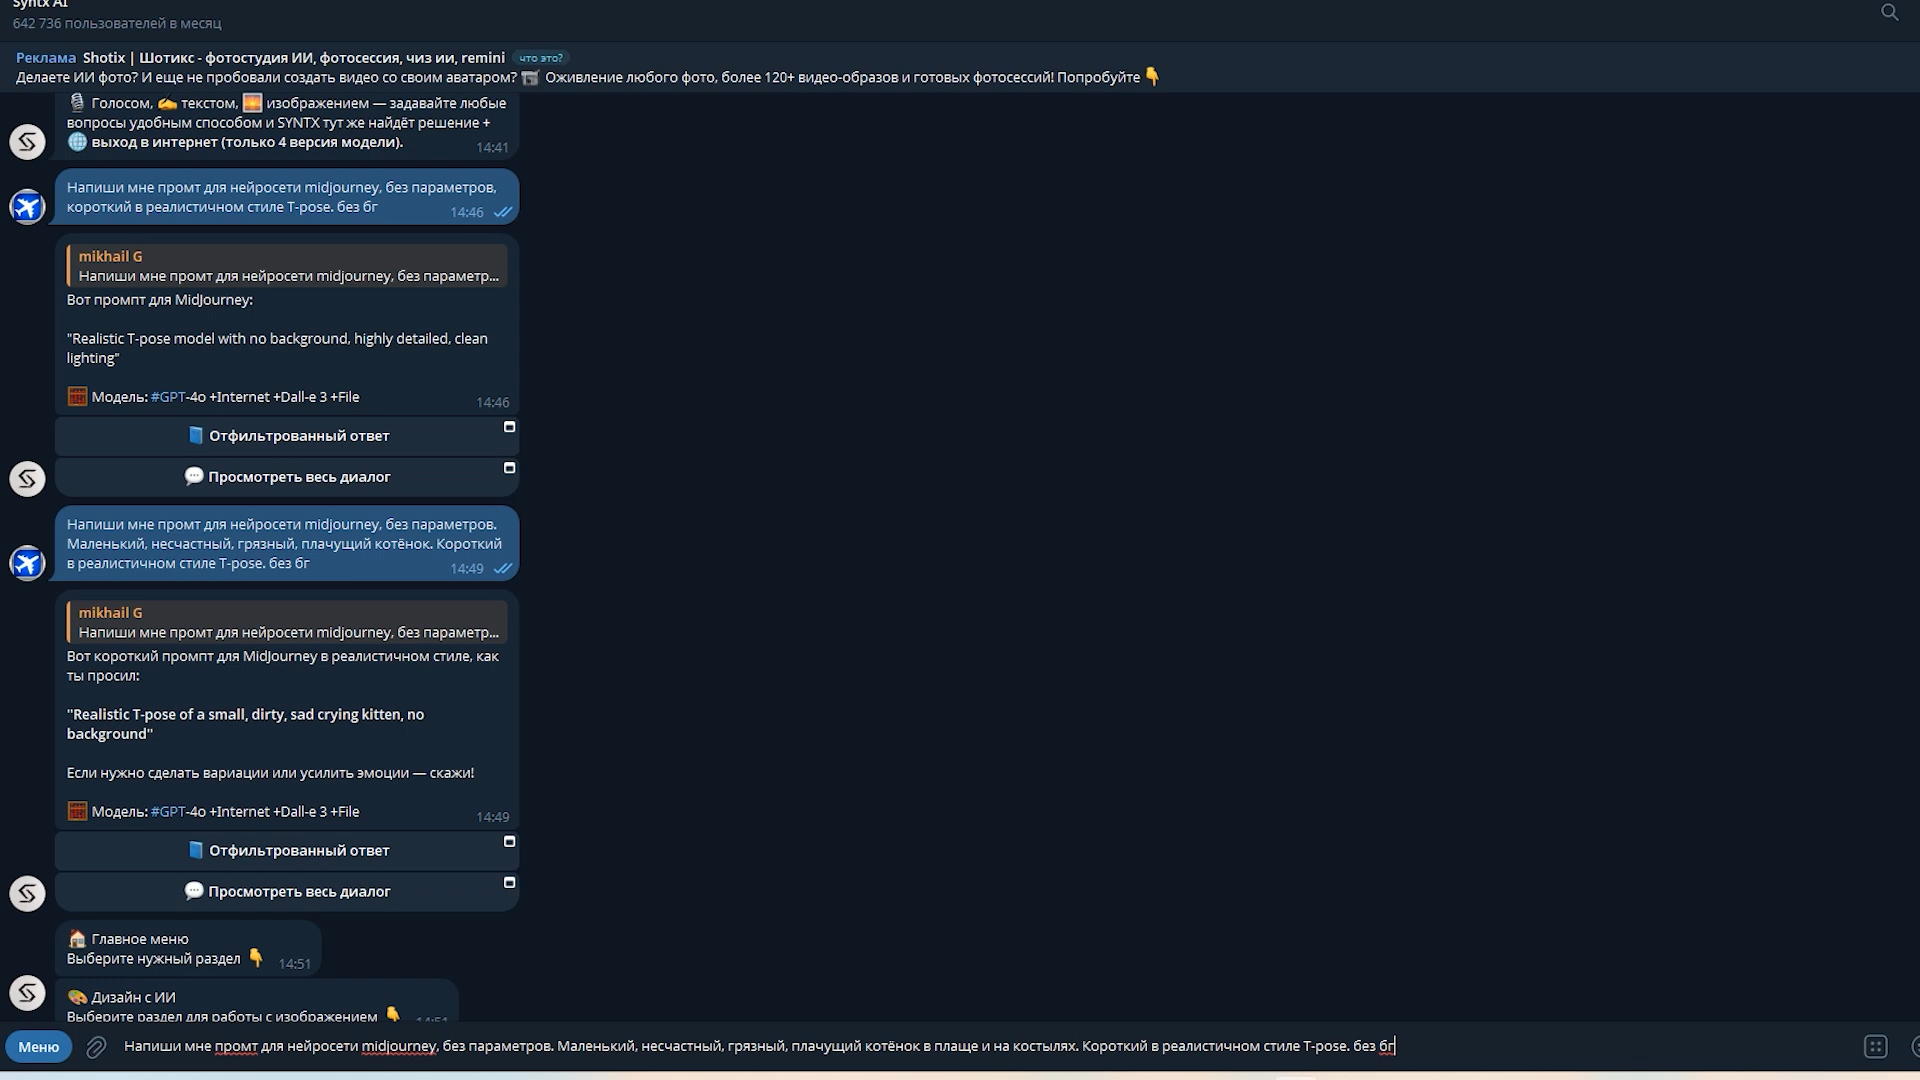 Syntx AI
642 736 пользователей в месяц
Реклама Shotix | Шотикс - фотостудия ИИ, фотосессия, чиз ии, remini что это?
Делаете ИИ фото? И еще не пробовали создать видео со своим аватаром? Оживление любого фото, более 120+ видео-образов и готовых фотосессий! Попробуйте
Голосом, текстом, изображением — задавайте любые
вопросы удобным способом и SYNTX тут же найдёт решение +
выход в интернет (только 4 версия модели).
14:41
Напиши мне промт для нейросети midjourney, без параметров,
короткий в реалистичном стиле T-pose. без бг
14:46
mikhail G
Напиши мне промт для нейросети midjourney, без параметр...
Вот промпт для MidJourney:
"Realistic T-pose model with no background, highly detailed, clean
lighting"
Модель: #GPT-4o +Internet +Dall-e 3 +File
14:46
Отфильтрованный ответ
Просмотреть весь диалог
Напиши мне промт для нейросети midjourney, без параметров.
Маленький, несчастный, грязный, плачущий котёнок. Короткий
в реалистичном стиле T-pose. без бг
14:49
mikhail G
Напиши мне промт для нейросети midjourney, без параметр...
Вот короткий промпт для MidJourney в реалистичном стиле, как
ты просил:
"Realistic T-pose of a small, dirty, sad crying kitten, no
background"
Если нужно сделать вариации или усилить эмоции — скажи!
Модель: #GPT-4o +Internet +Dall-e 3 +File
14:49
Отфильтрованный ответ
Просмотреть весь диалог
Главное меню
Выберите нужный раздел
14:51
Дизайн с ИИ
Выберите раздел для работы с изображением
14:51
Меню
Напиши мне промт для нейросети midjourney, без параметров. Маленький, несчастный, грязный, плачущий котёнок в плаще и на костылях. Короткий в реалистичном стиле T-pose. без бг